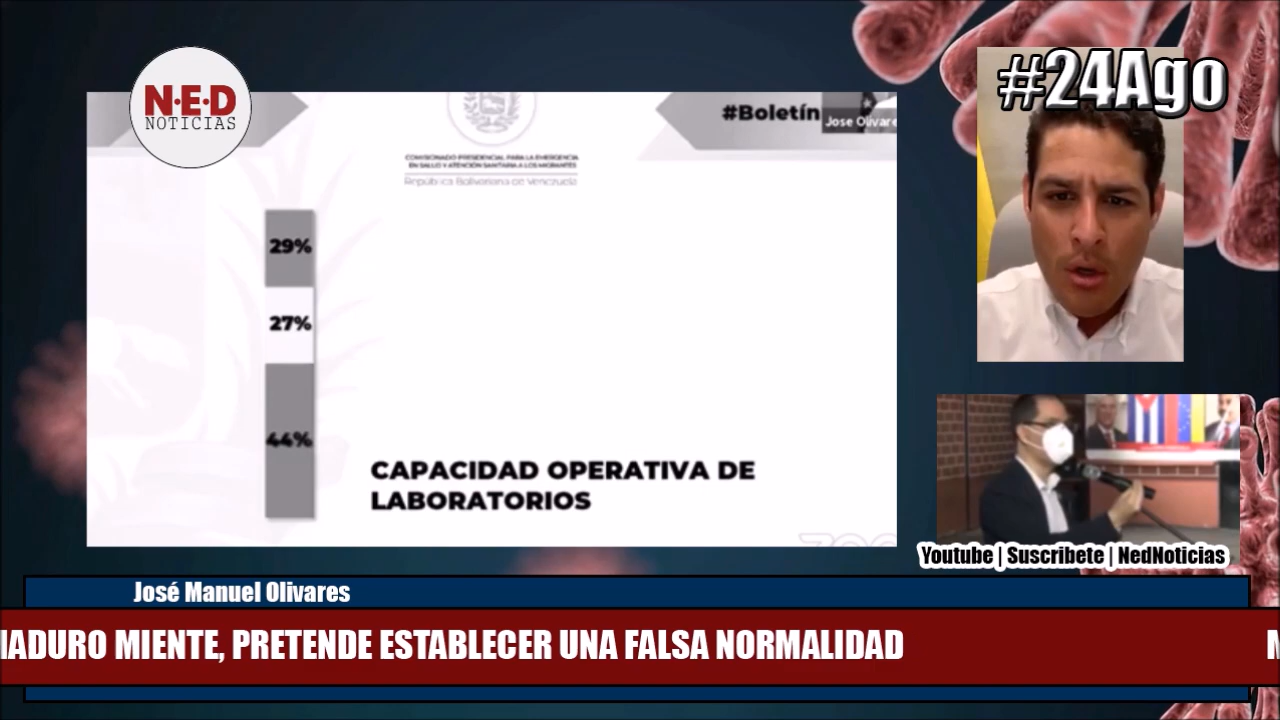 N·E·D
NOTICIAS
#Boletín
Jose Olivare
#24Ago
COMISIONADO PRESIDENCIAL PARA LA EMERGENCIA
EN SALUD Y ATENCIÓN SANITARIA A LOS MIGRANTES
República Bolivariana de Venezuela
29%
27%
44%
CAPACIDAD OPERATIVA DE
LABORATORIOS
Youtube | Suscribete | NedNoticias
José Manuel Olivares
MADURO MIENTE, PRETENDE ESTABLECER UNA FALSA NORMALIDAD